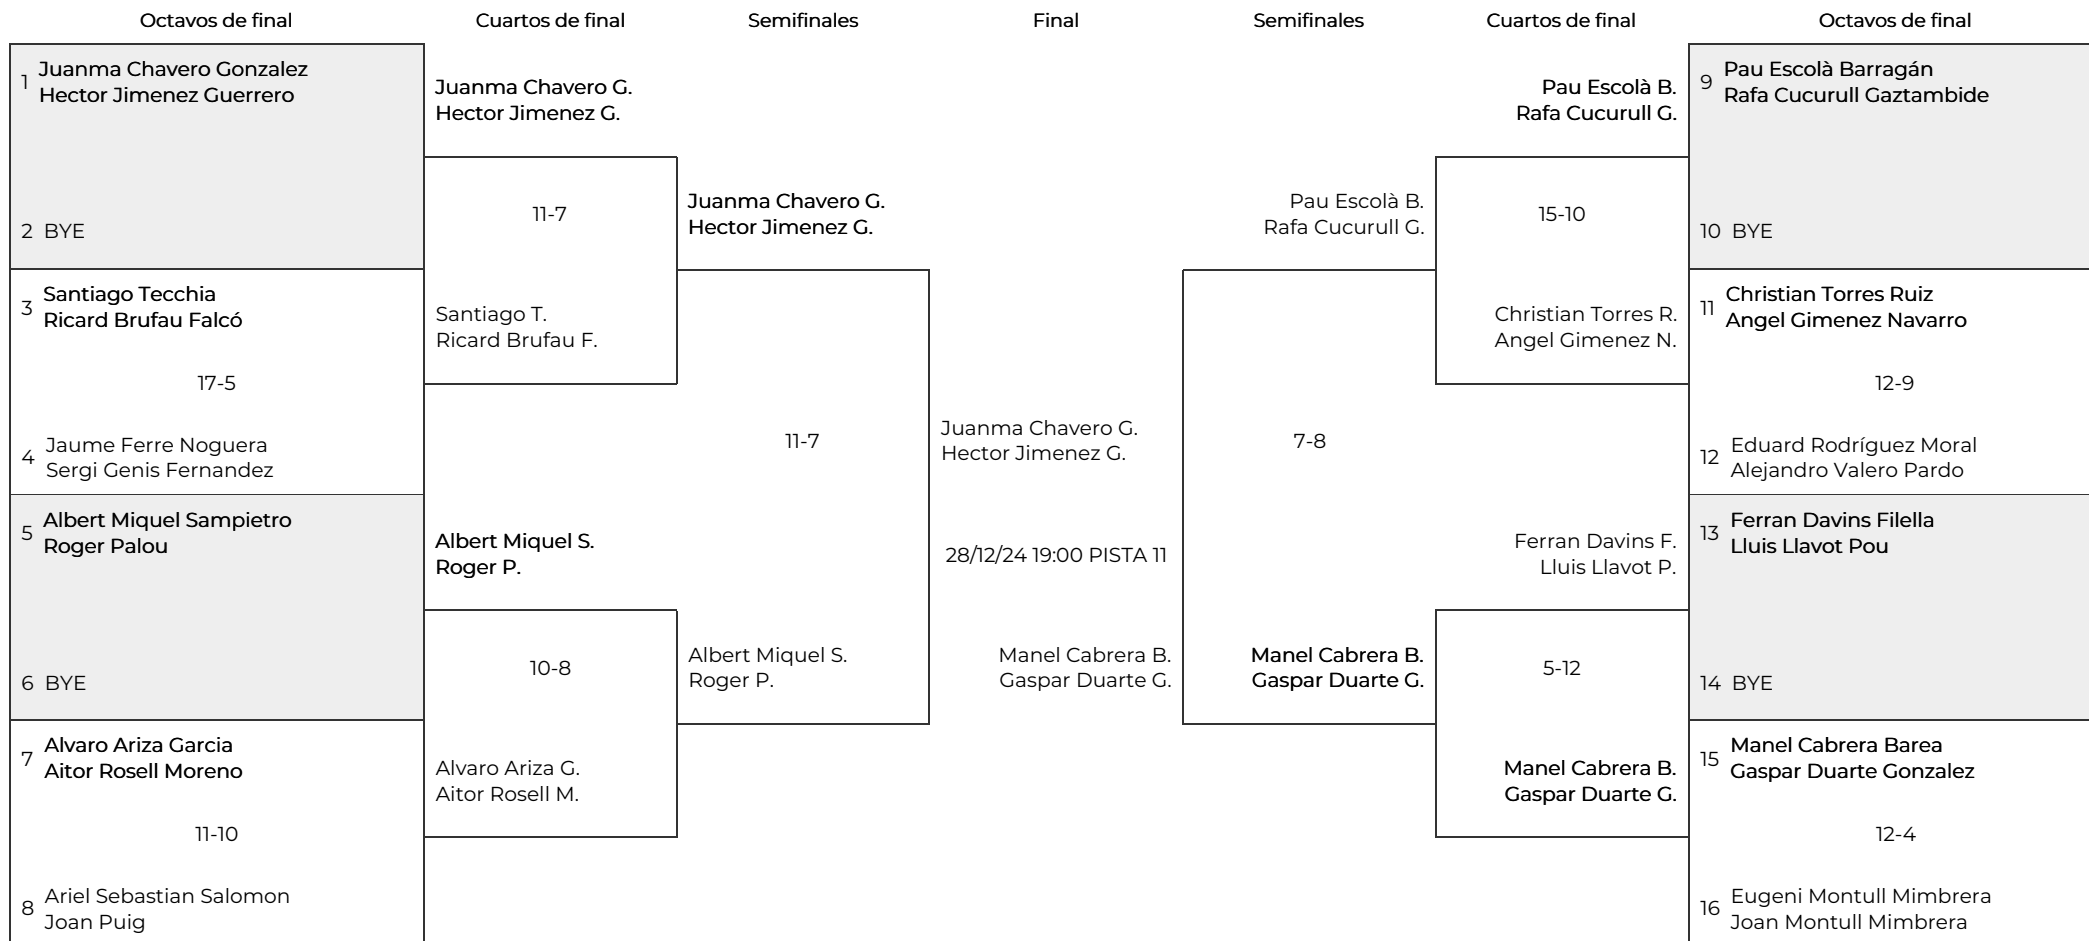 Octavos de final
Cuartos de final
Semifinales
Final
Semifinales
Cuartos de final
Octavos de final
1
Juanma Chavero Gonzalez
Hector Jimenez Guerrero
2 BYE
3
Santiago Tecchia
Ricard Brufau Falcó
17-5
4
Jaume Ferre Noguera
Sergi Genis Fernandez
5
Albert Miquel Sampietro
Roger Palou
6 BYE
7
Alvaro Ariza Garcia
Aitor Rosell Moreno
11-10
8
Ariel Sebastian Salomon
Joan Puig
Juanma Chavero G.
Hector Jimenez G.
11-7
Santiago T.
Ricard Brufau F.
Albert Miquel S.
Roger P.
10-8
Alvaro Ariza G.
Aitor Rosell M.
Juanma Chavero G.
Hector Jimenez G.
11-7
Albert Miquel S.
Roger P.
Juanma Chavero G.
Hector Jimenez G.
28/12/24 19:00 PISTA 11
Manel Cabrera B.
Gaspar Duarte G.
Pau Escolà B.
Rafa Cucurull G.
7-8
Manel Cabrera B.
Gaspar Duarte G.
Pau Escolà B.
Rafa Cucurull G.
15-10
Christian Torres R.
Angel Gimenez N.
Ferran Davins F.
Lluis Llavot P.
5-12
Manel Cabrera B.
Gaspar Duarte G.
9
Pau Escolà Barragán
Rafa Cucurull Gaztambide
10 BYE
11
Christian Torres Ruiz
Angel Gimenez Navarro
12-9
12
Eduard Rodríguez Moral
Alejandro Valero Pardo
13
Ferran Davins Filella
Lluis Llavot Pou
14 BYE
15
Manel Cabrera Barea
Gaspar Duarte Gonzalez
12-4
16
Eugeni Montull Mimbrera
Joan Montull Mimbrera